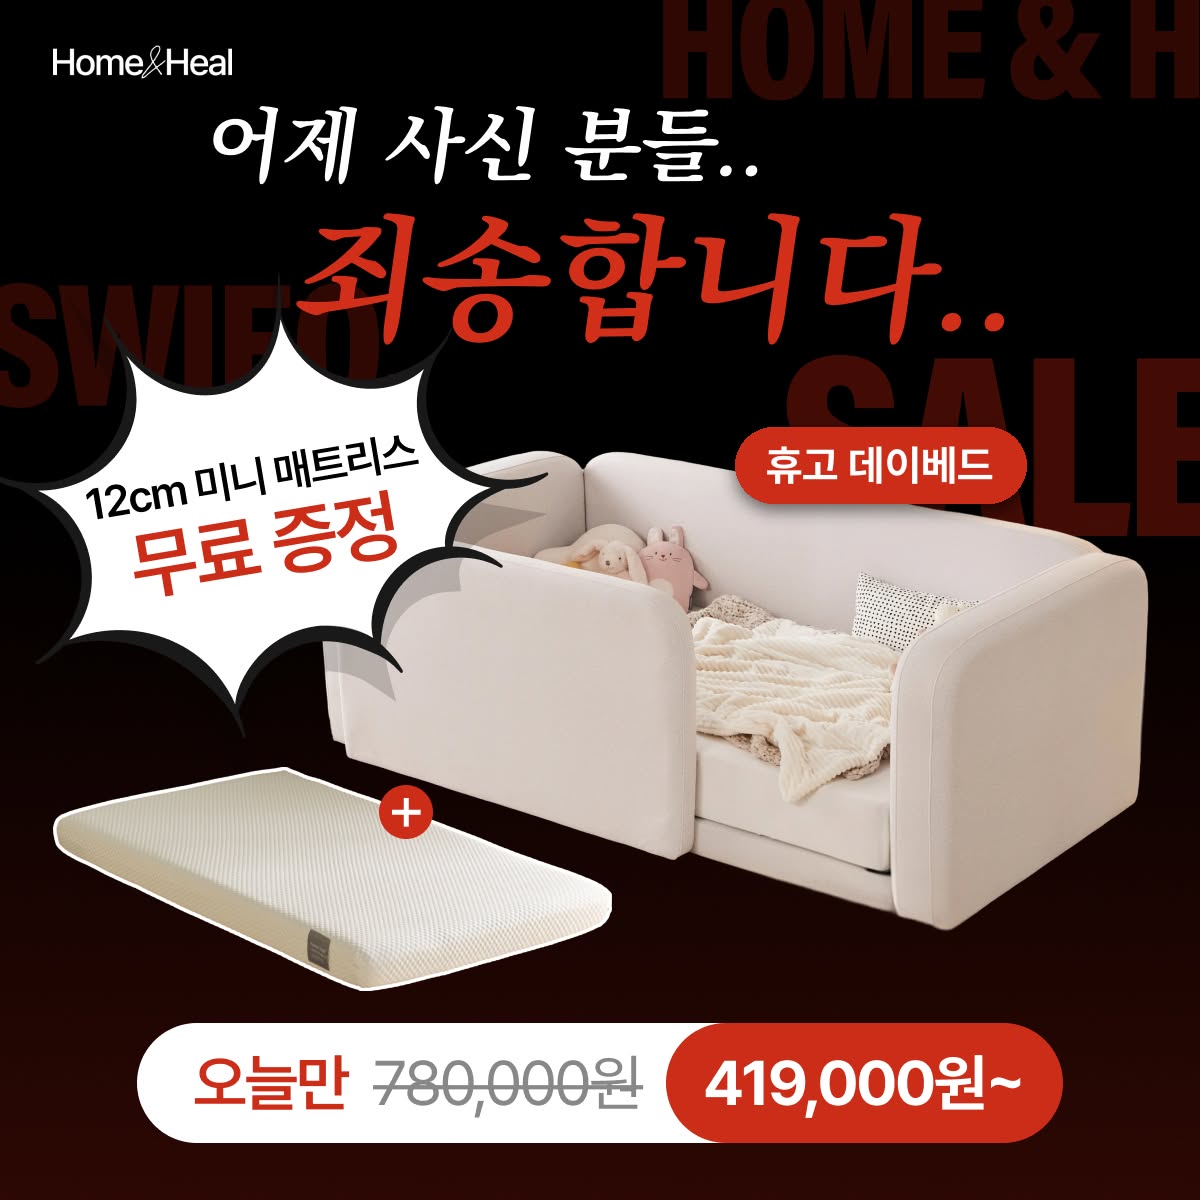 Home&Heal
HOME & H
어제 사신 분들..
죄송합니다..
SALE
휴고 데이베드
12cm 미니 매트리스
무료 증정
+
오늘만 780,000원 419,000원~